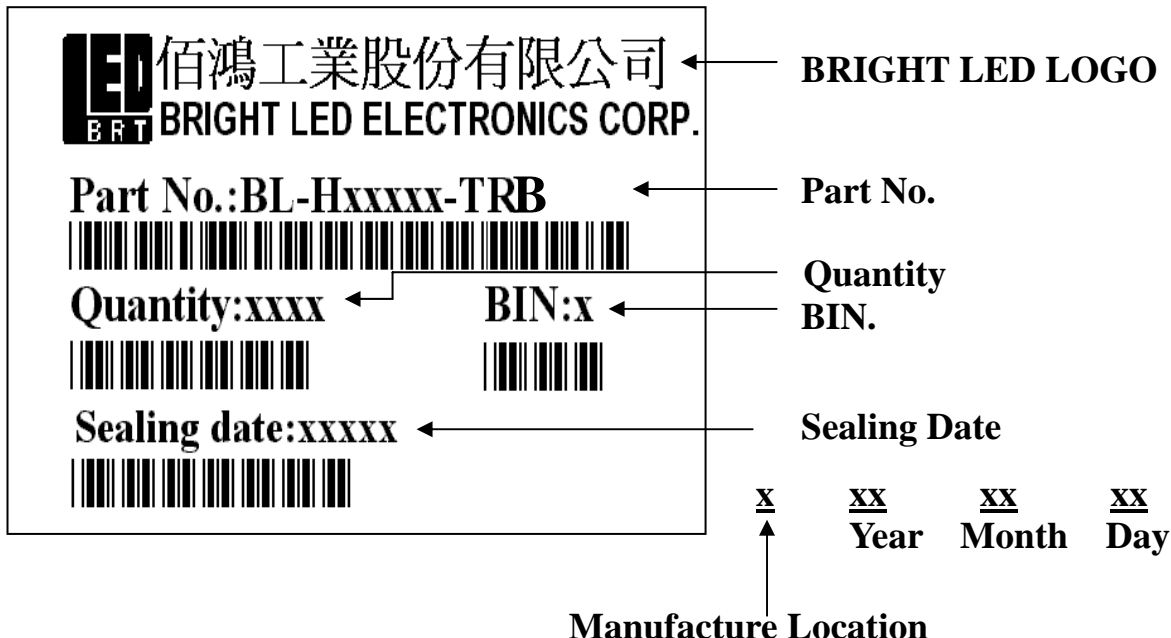 LED 佰鴻工業股份有限公司 BRIGHT LED LOGO
BRT BRIGHT LED ELECTRONICS CORP.
Part No.:BL-Hxxxxx-TRB Part No.
Quantity
Quantity:xxxx BIN:x BIN.
Sealing date:xxxxx Sealing Date
x xx xx xx
Year Month Day
Manufacture Location